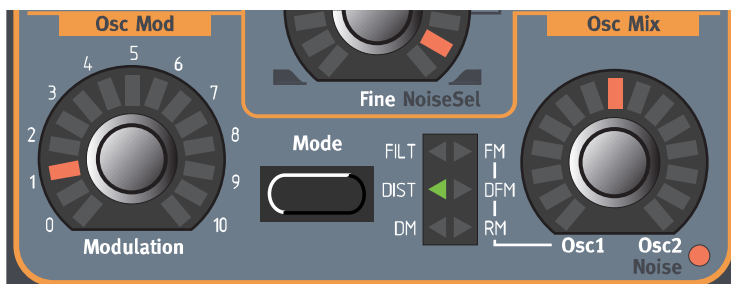 Osc Mod
Osc Mix
Fine NoiseSel
0
1
2
3
4
5
6
7
8
9
10
Modulation
Mode
FILT FM
DIST DFM
DM RM
Osc1 Osc2
Noise